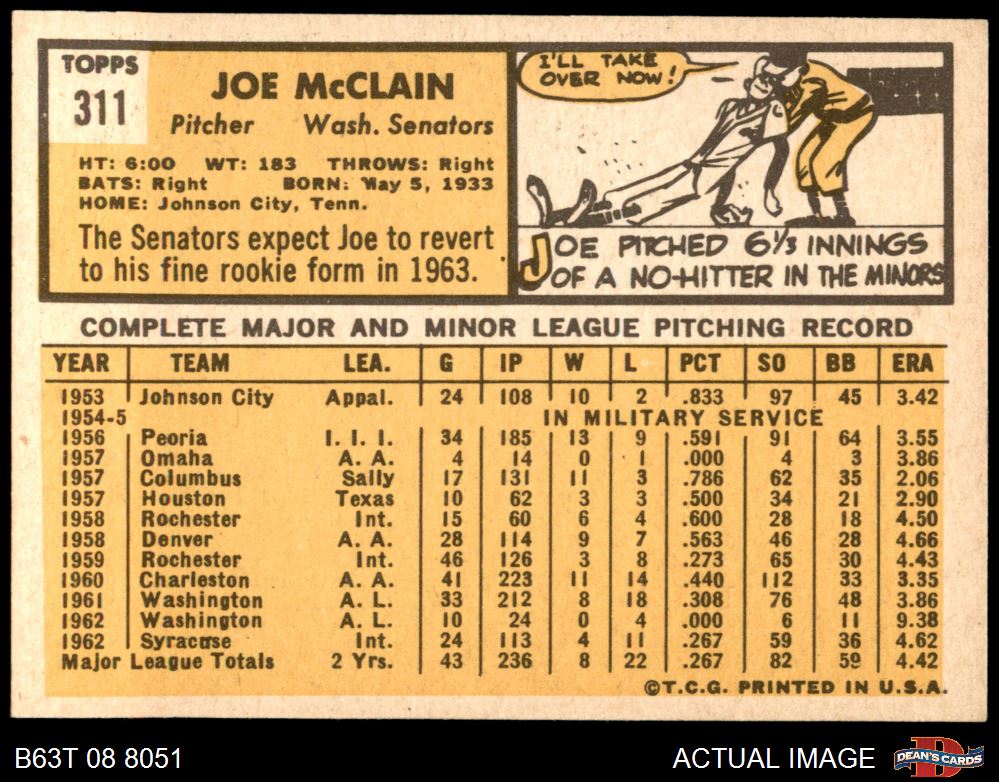 TOPPS
311
JOE McCLAIN
Pitcher Wash. Senators
HT: 6:00 WT: 183 THROWS: Right
BATS: Right BORN: May 5, 1933
HOME: Johnson City, Tenn.
The Senators expect Joe to revert
to his fine rookie form in 1963.
I'LL TAKE
OVER NOW!
JOE PITCHED 6⅓ INNINGS
OF A NO-HITTER IN THE MINORS
COMPLETE MAJOR AND MINOR LEAGUE PITCHING RECORD
YEAR TEAM LEA. G IP W L PCT SO BB ERA
1953 Johnson City Appal. 24 108 10 2 .833 97 45 3.42
1954-5 IN MILITARY SERVICE
1956 Peoria I. I. I. 34 185 13 9 .591 91 64 3.55
1957 Omaha A. A. 4 14 0 1 .000 4 3 3.86
1957 Columbus Sally 17 131 11 3 .786 62 35 2.06
1957 Houston Texas 10 62 3 3 .500 34 21 2.90
1958 Rochester Int. 15 60 6 4 .600 28 18 4.50
1958 Denver A. A. 28 114 9 7 .563 46 28 4.66
1959 Rochester Int. 46 126 3 8 .273 65 30 4.43
1960 Charleston A. A. 41 223 11 14 .440 112 33 3.35
1961 Washington A. L. 33 212 8 18 .308 76 48 3.86
1962 Washington A. L. 10 24 0 4 .000 6 11 9.38
1962 Syracuse Int. 24 113 4 11 .267 59 36 4.62
Major League Totals 2 Yrs. 43 236 8 22 .267 82 59 4.42
©T.C.G. PRINTED IN U.S.A.
B63T 08 8051 ACTUAL IMAGE D DEAN'S CARDS